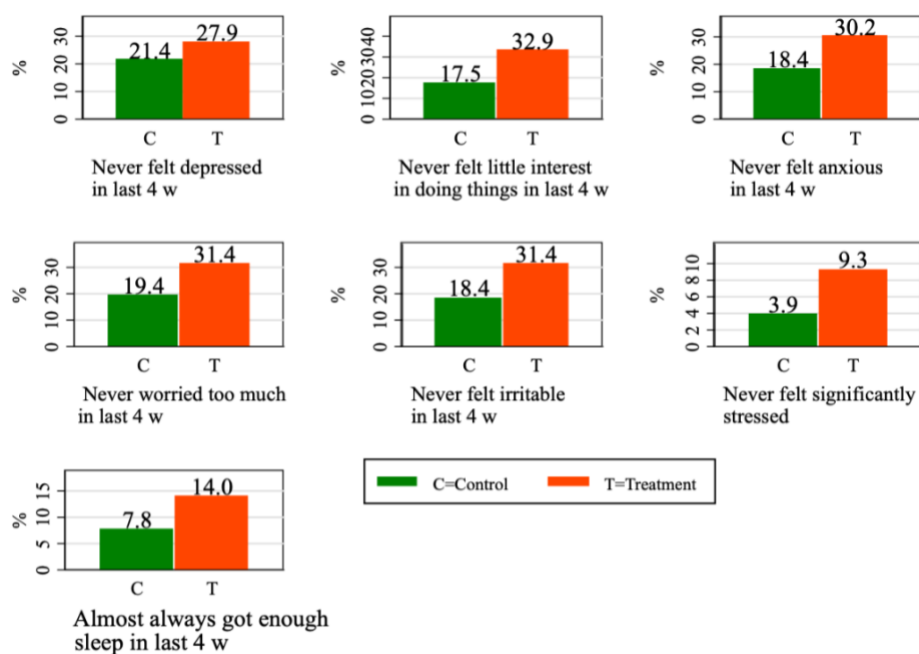 %
0 10 20 30
21.4
27.9
C T
Never felt depressed
in last 4 w
%
0 10 20 30 40
17.5
32.9
C T
Never felt little interest
in doing things in last 4 w
%
0 10 20 30
18.4
30.2
C T
Never felt anxious
in last 4 w
%
0 10 20 30
19.4
31.4
C T
Never worried too much
in last 4 w
%
0 10 20 30
18.4
31.4
C T
Never felt irritable
in last 4 w
%
0 2 4 6 8 10
3.9
9.3
C T
Never felt significantly
stressed
%
0 5 10 15
7.8
14.0
C T
Almost always got enough
sleep in last 4 w
C=Control T=Treatment